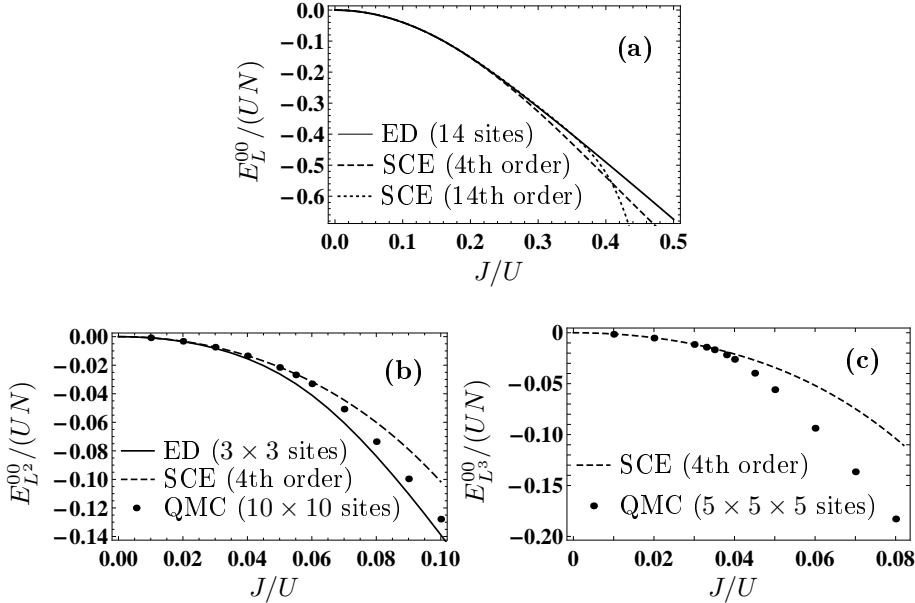 0.0
−0.1
−0.2
−0.3
−0.4
−0.5
−0.6
E_L^{00}/(UN)
(a)
ED (14 sites)
SCE (4th order)
SCE (14th order)
0.0 0.1 0.2 0.3 0.4 0.5
J/U
0.00
−0.02
−0.04
−0.06
−0.08
−0.10
−0.12
−0.14
E_{L^2}^{00}/(UN)
(b)
ED (3 × 3 sites)
SCE (4th order)
QMC (10 × 10 sites)
0.00 0.02 0.04 0.06 0.08 0.10
J/U
0
−0.05
−0.10
−0.15
−0.20
E_{L^3}^{00}/(UN)
(c)
SCE (4th order)
QMC (5 × 5 × 5 sites)
0 0.02 0.04 0.06 0.08
J/U